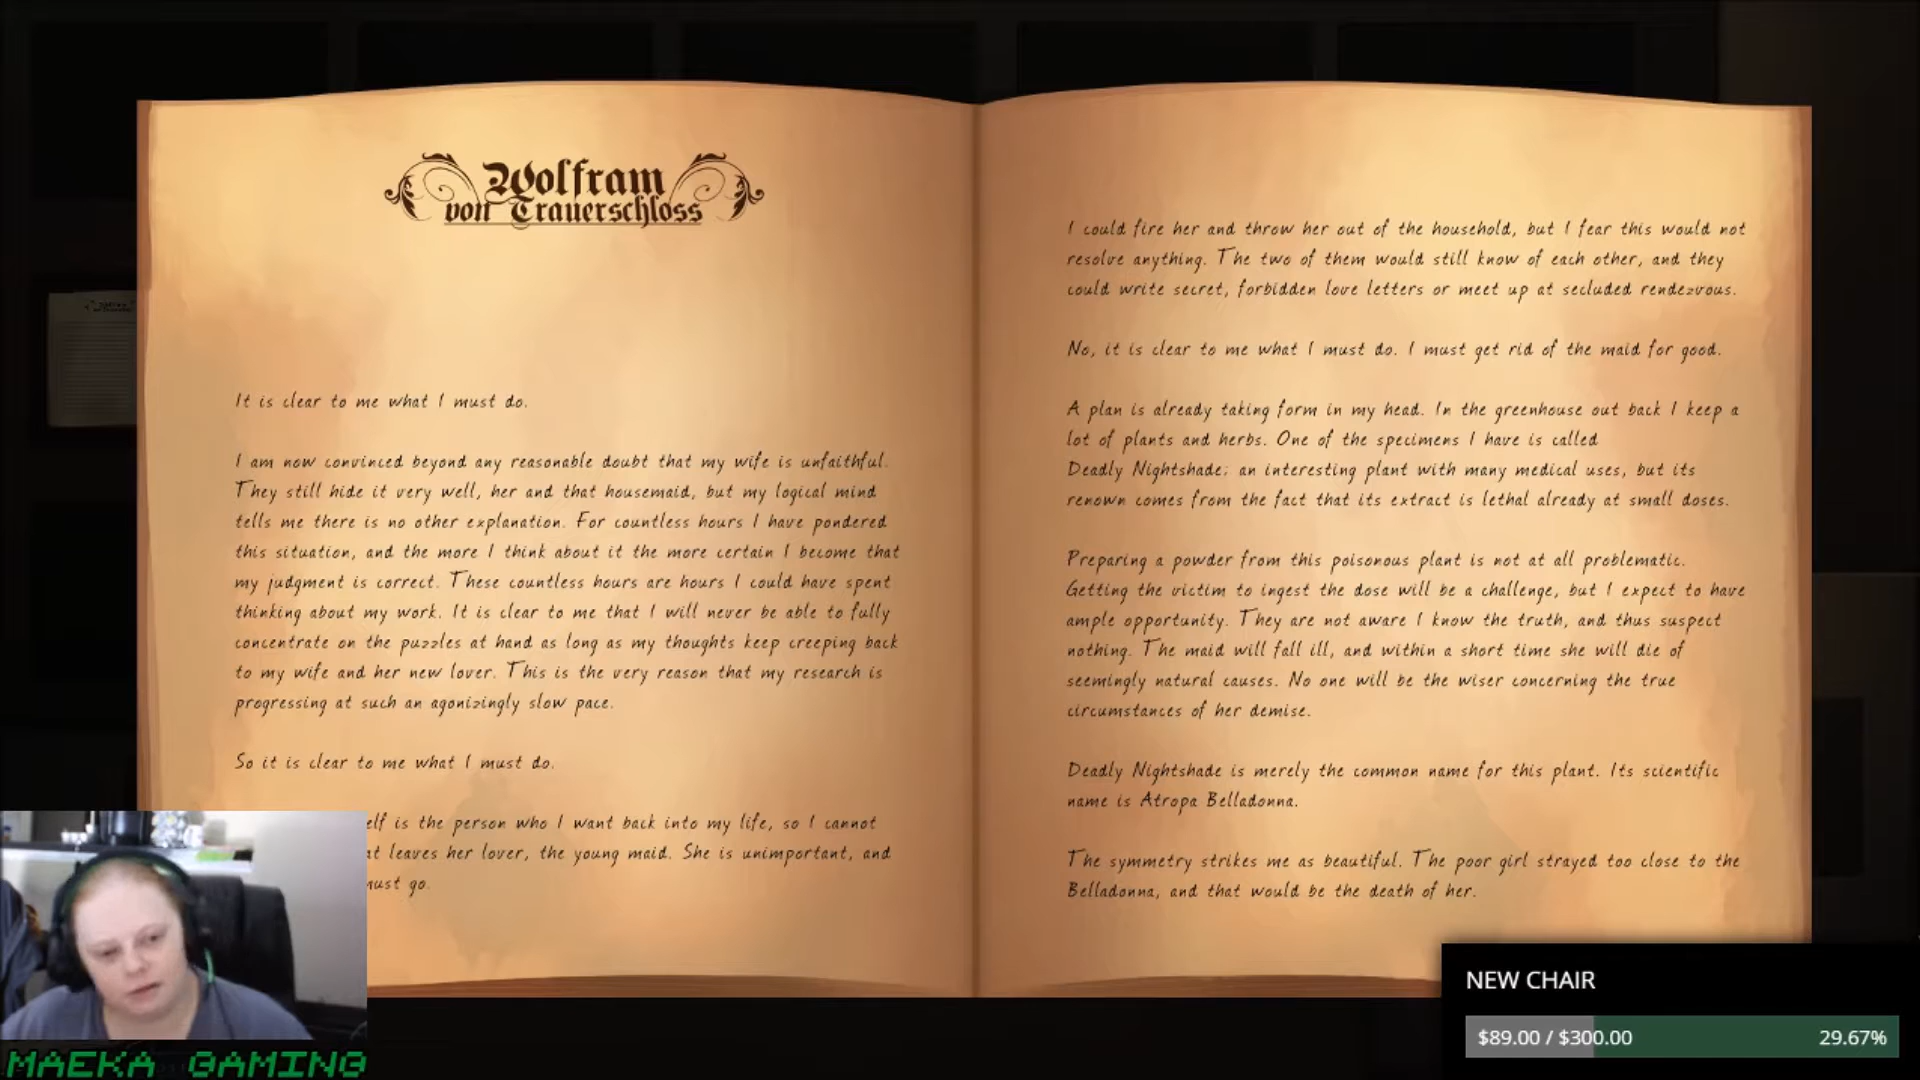 Wolfram
von Trauerschloss
It is clear to me what I must do.
I am now convinced beyond any reasonable doubt that my wife is unfaithful.
They still hide it very well, her and that housemaid, but my logical mind
tells me there is no other explanation. For countless hours I have pondered
this situation, and the more I think about it the more certain I become that
my judgment is correct. These countless hours are hours I could have spent
thinking about my work. It is clear to me that I will never be able to fully
concentrate on the puzzles at hand as long as my thoughts keep creeping back
to my wife and her new lover. This is the very reason that my research is
progressing at such an agonizingly slow pace.
So it is clear to me what I must do.
elf is the person who I want back into my life, so I cannot
at leaves her lover, the young maid. She is unimportant, and
must go.
I could fire her and throw her out of the household, but I fear this would not
resolve anything. The two of them would still know of each other, and they
could write secret, forbidden love letters or meet up at secluded rendezvous.
No, it is clear to me what I must do. I must get rid of the maid for good.
A plan is already taking form in my head. In the greenhouse out back I keep a
lot of plants and herbs. One of the specimens I have is called
Deadly Nightshade; an interesting plant with many medical uses, but its
renown comes from the fact that its extract is lethal already at small doses.
Preparing a powder from this poisonous plant is not at all problematic.
Getting the victim to ingest the dose will be a challenge, but I expect to have
ample opportunity. They are not aware I know the truth, and thus suspect
nothing. The maid will fall ill, and within a short time she will die of
seemingly natural causes. No one will be the wiser concerning the true
circumstances of her demise.
Deadly Nightshade is merely the common name for this plant. Its scientific
name is Atropa Belladonna.
The symmetry strikes me as beautiful. The poor girl strayed too close to the
Belladonna, and that would be the death of her.
NEW CHAIR
$89.00 / $300.00 29.67%
MAEKA GAMING